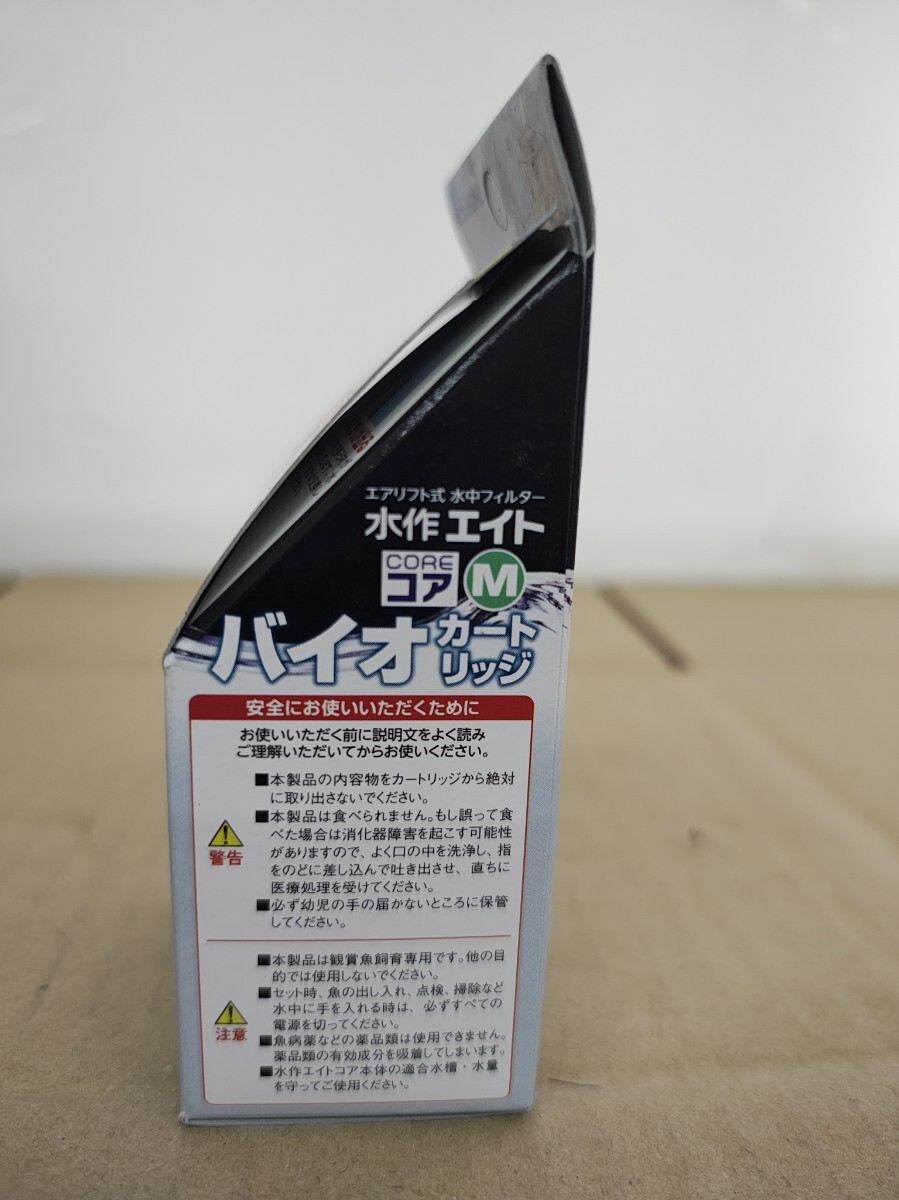 エアリフト式 水中フィルター
水作 エイト
CORE
コア M
バイオ カート
リッジ
安全にお使いいただくために
お使いいただく前に説明文をよく読み
ご理解いただいてからお使いください。
■本製品の内容物をカートリッジから絶対
に取り出さないでください。
■本製品は食べられません。もし誤って食
べた場合は消化器障害を起こす可能性
がありますので、よく口の中を洗浄し、指
をのどに差し込んで吐き出させ、直ちに
医療処理を受けてください。
■必ず幼児の手の届かないところに保管
してください。
警告
■本製品は観賞魚飼育専用です。他の目
的では使用しないでください。
■セット時、魚の出し入れ、点検、掃除など
水中に手を入れる時は、必ずすべての
電源を切ってください。
■魚病薬などの薬品類は使用できません。
薬品類の有効成分を吸着してしまいます。
■水作エイトコア本体の適合水槽・水量
を守ってご使用ください。
注意